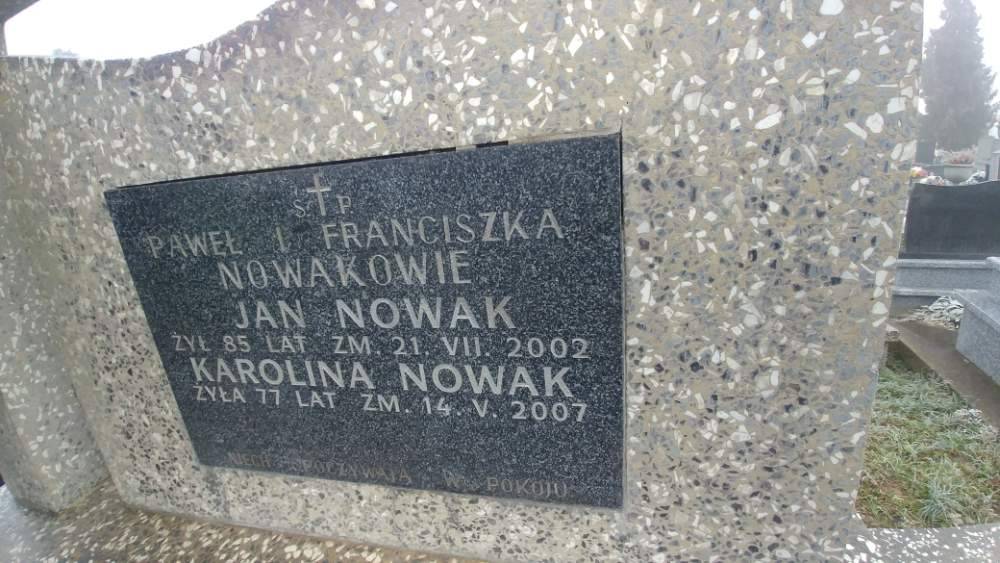 Ś. P
PAWEŁ I FRANCISZKA
NOWAKOWIE
JAN NOWAK
ŻYŁ 85 LAT ZM. 21. VII. 2002
KAROLINA NOWAK
ŻYŁA 77 LAT ZM. 14. V. 2007
NIECH SPOCZYWAJĄ W POKOJU